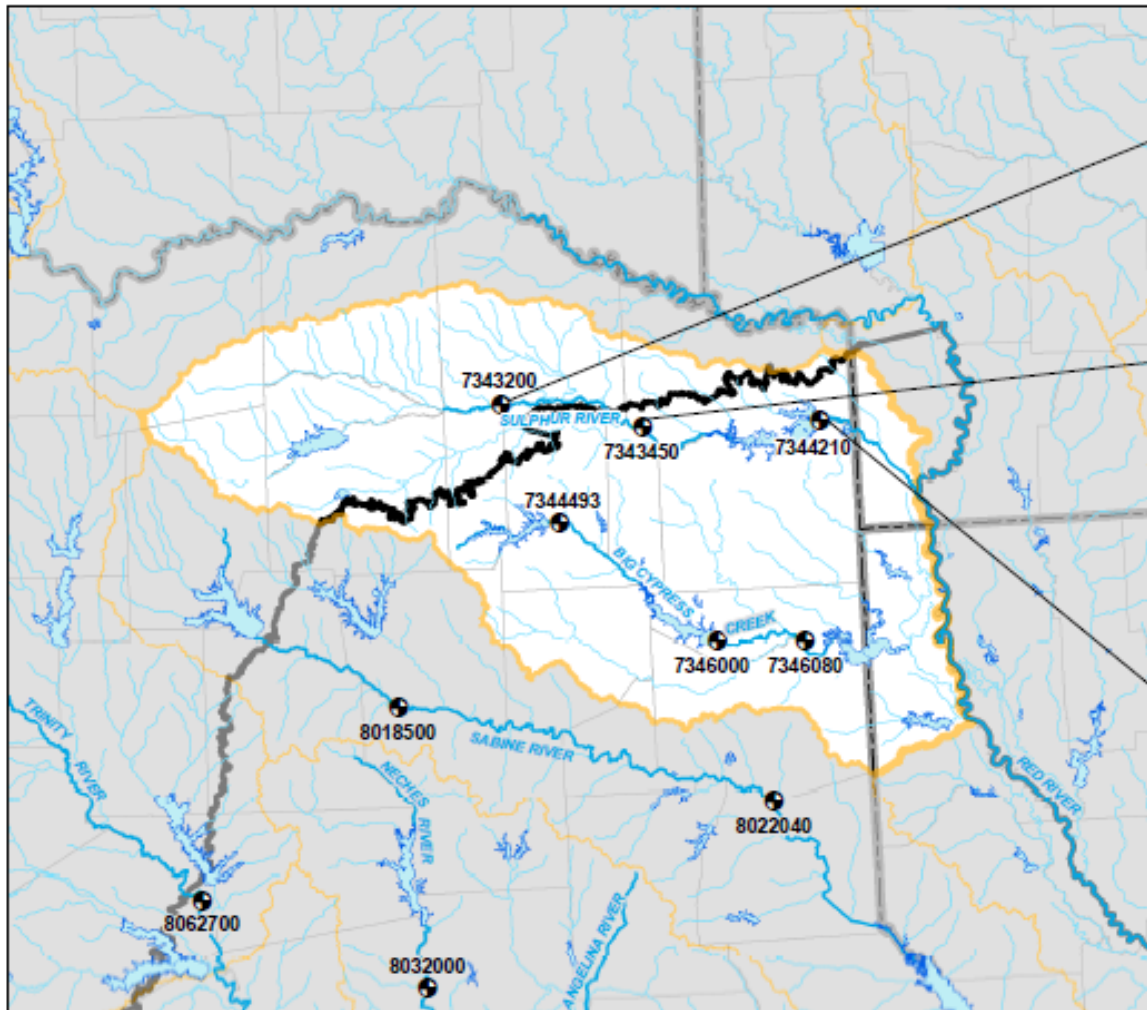 7343200
SULPHUR RIVER
7343450
7344210
7344493
BIG CYPRESS
CREEK
7346000
7346080
8018500
SABINE RIVER
TRINITY
RIVER
NECHES
RIVER
RED RIVER
8022040
8062700
8032000
ANGELINA RIVER